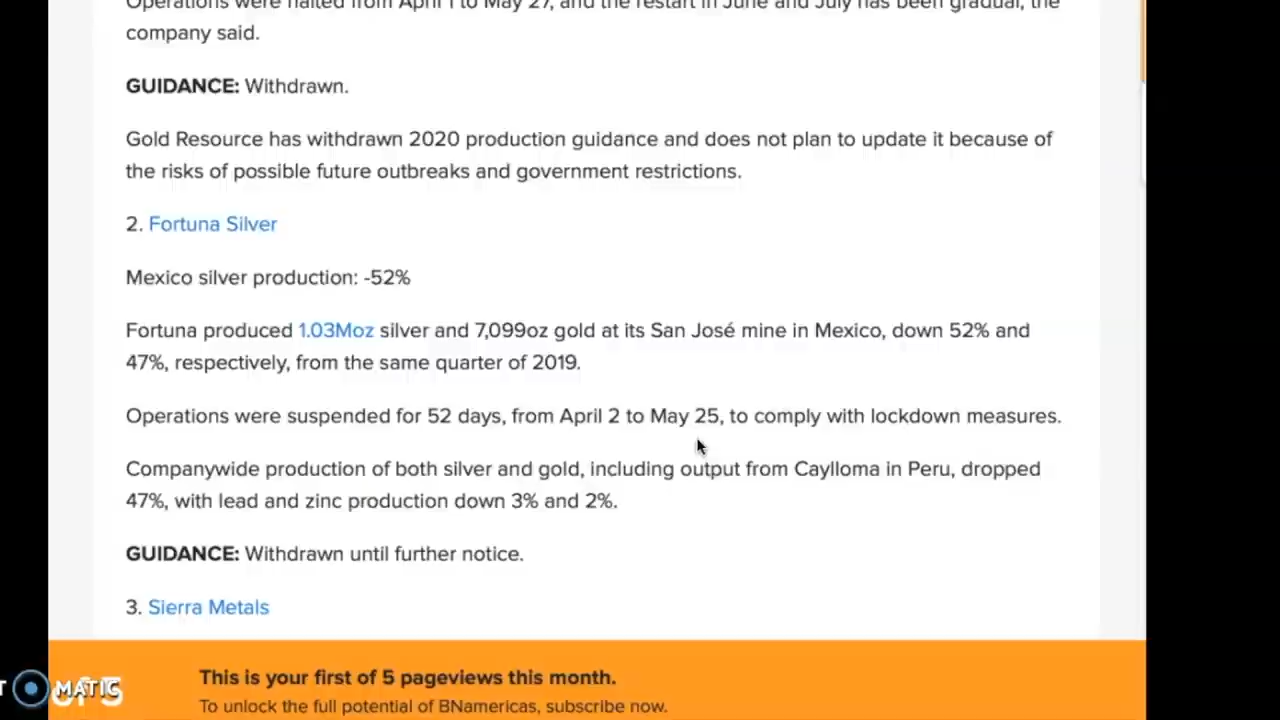 Operations were halted from April 1 to May 27, and the restart in June and July has been gradual, the
company said.
GUIDANCE: Withdrawn.
Gold Resource has withdrawn 2020 production guidance and does not plan to update it because of
the risks of possible future outbreaks and government restrictions.
2. Fortuna Silver
Mexico silver production: -52%
Fortuna produced 1.03Moz silver and 7,099oz gold at its San José mine in Mexico, down 52% and
47%, respectively, from the same quarter of 2019.
Operations were suspended for 52 days, from April 2 to May 25, to comply with lockdown measures.
Companywide production of both silver and gold, including output from Caylloma in Peru, dropped
47%, with lead and zinc production down 3% and 2%.
GUIDANCE: Withdrawn until further notice.
3. Sierra Metals
This is your first of 5 pageviews this month.
To unlock the full potential of BNamericas, subscribe now.
MATIC